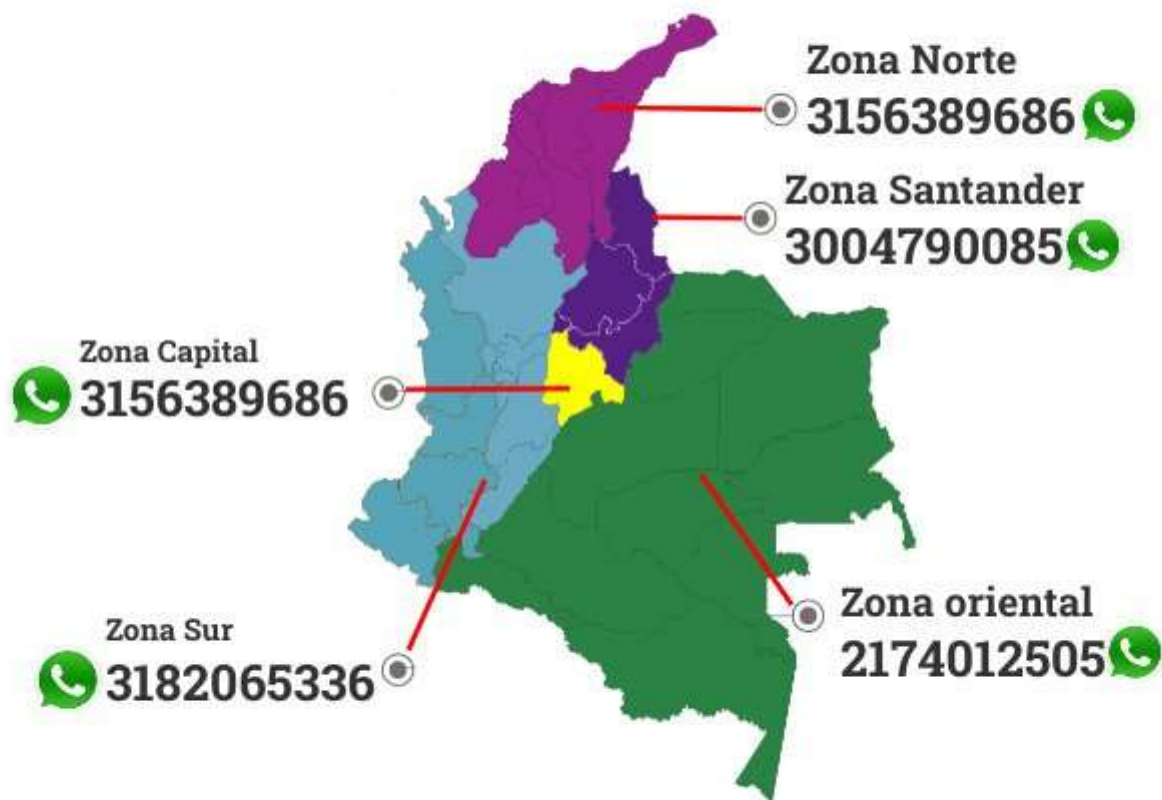 Zona Norte
3156389686
Zona Santander
3004790085
Zona Capital
3156389686
Zona Sur
3182065336
Zona oriental
2174012505